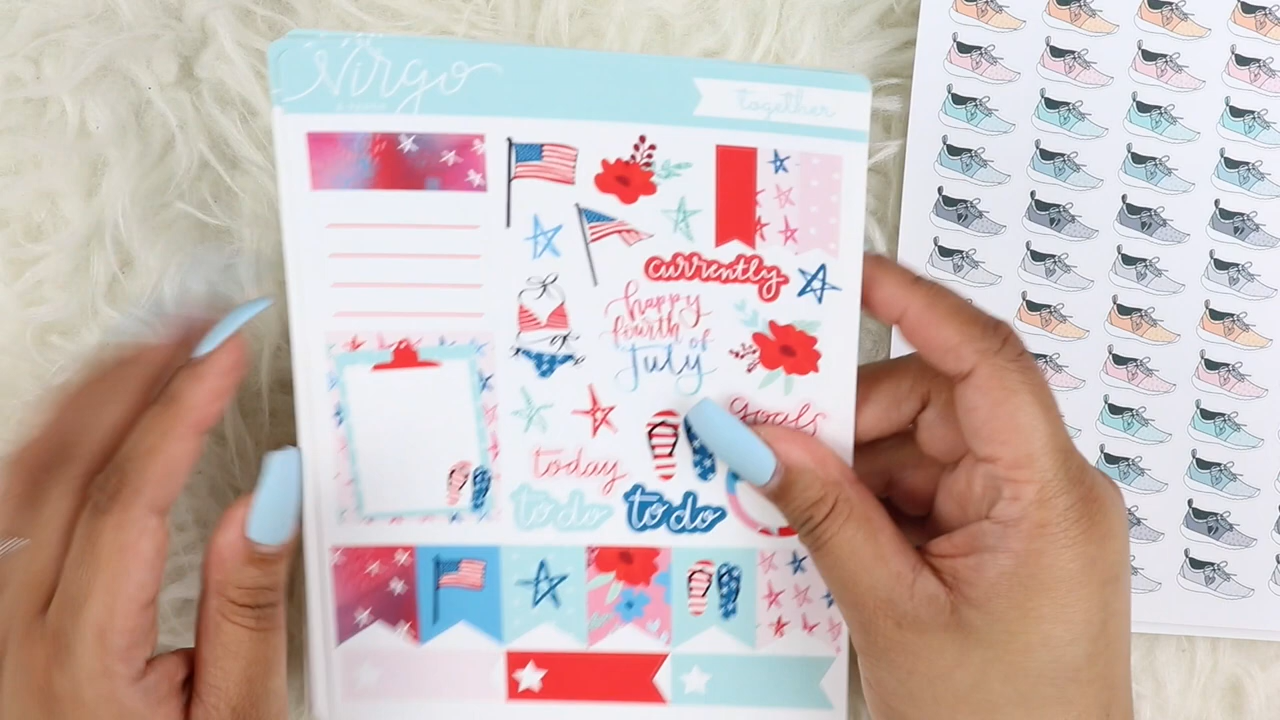 Virgo
together
currently
happy
fourth of
July
goals
today
to do
to do